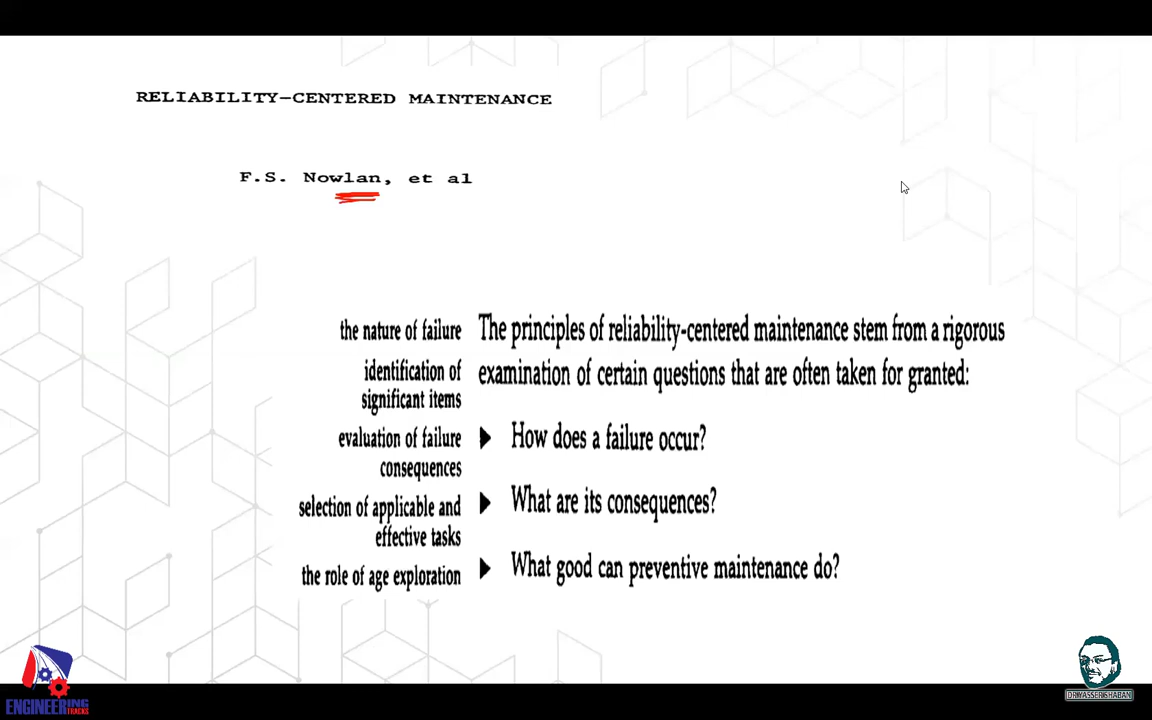 RELIABILITY-CENTERED MAINTENANCE
F.S. Nowlan, et al
the nature of failure
identification of
significant items
evaluation of failure
consequences
selection of applicable and
effective tasks
the role of age exploration
The principles of reliability-centered maintenance stem from a rigorous
examination of certain questions that are often taken for granted:
▶ How does a failure occur?
▶ What are its consequences?
▶ What good can preventive maintenance do?
ENGINEERING
TRACKS
DR.YASSER SHABAN